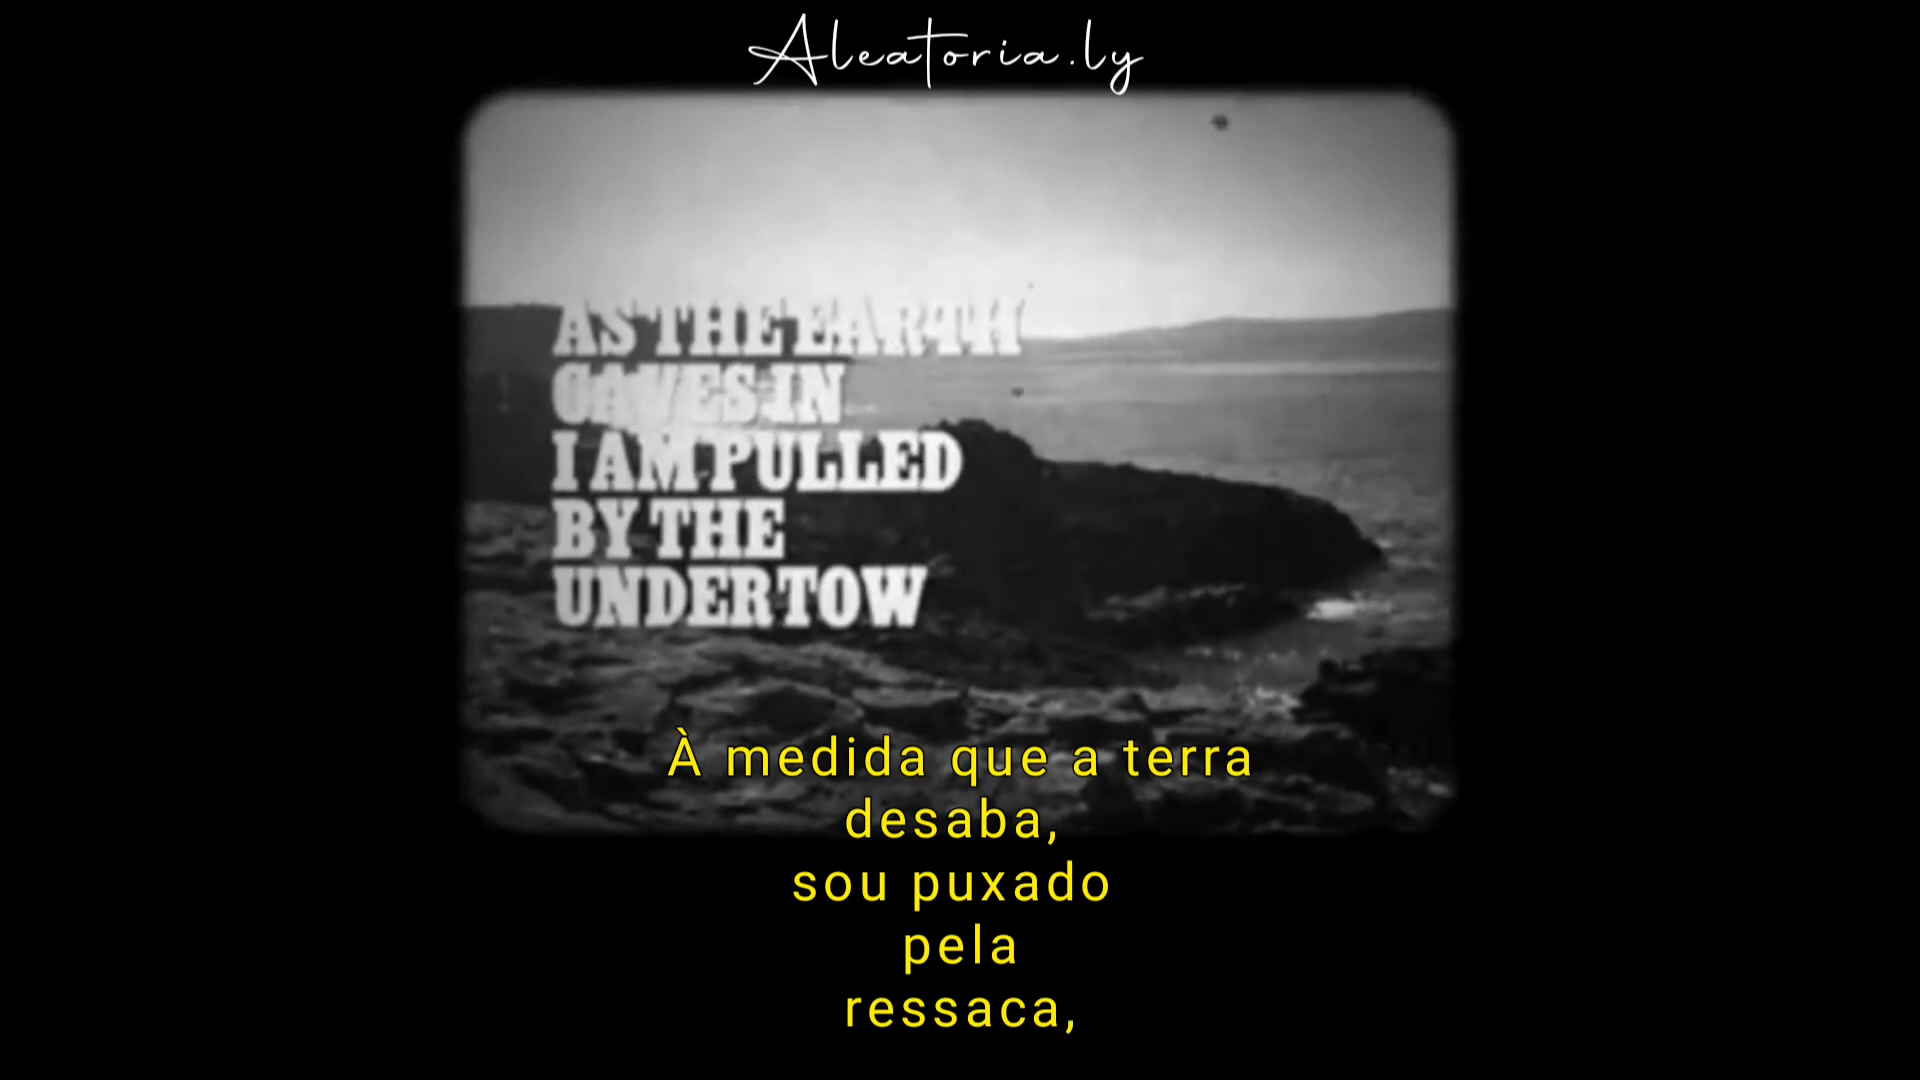 Aleatoria.ly
AS THE EARTH
CAVES IN
I AM PULLED
BY THE
UNDERTOW
À medida que a terra
desaba,
sou puxado
pela
ressaca,